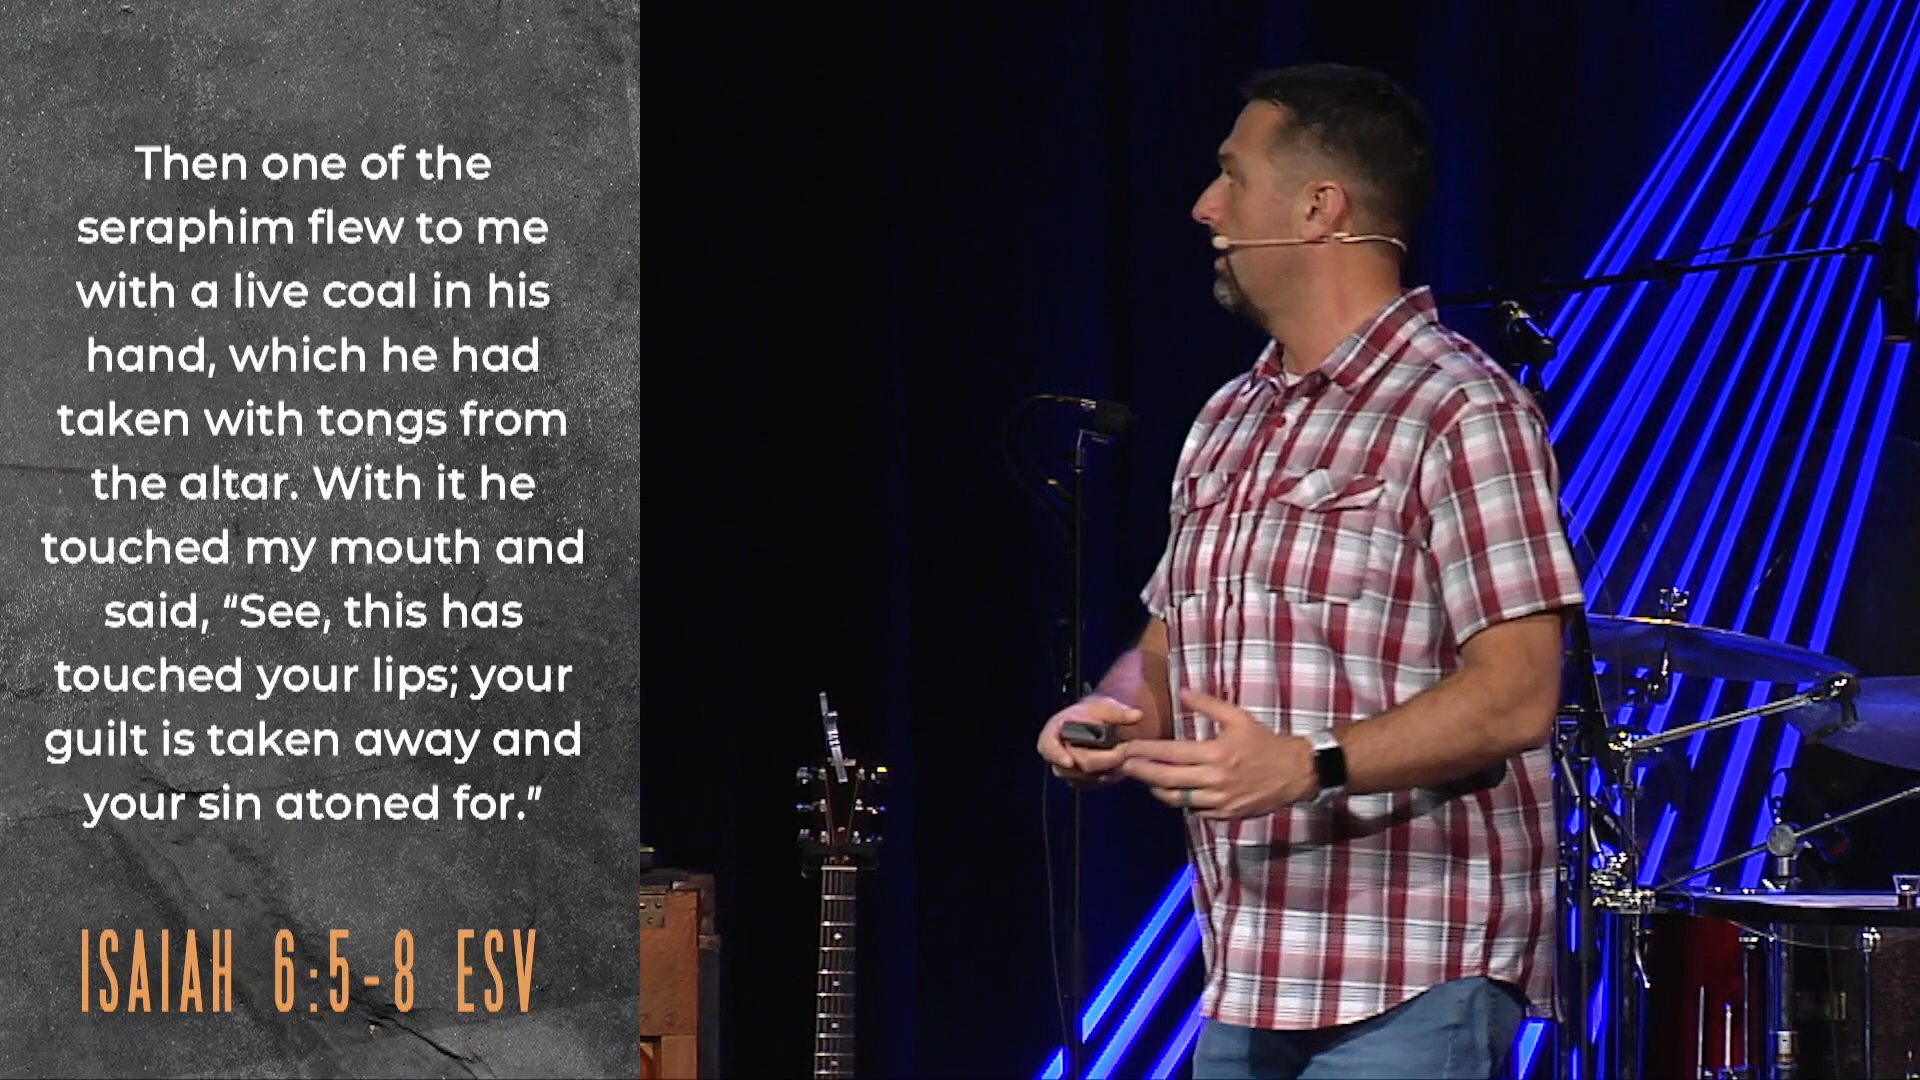 Then one of the
seraphim flew to me
with a live coal in his
hand, which he had
taken with tongs from
the altar. With it he
touched my mouth and
said, "See, this has
touched your lips; your
guilt is taken away and
your sin atoned for."
ISAIAH 6:5-8 ESV